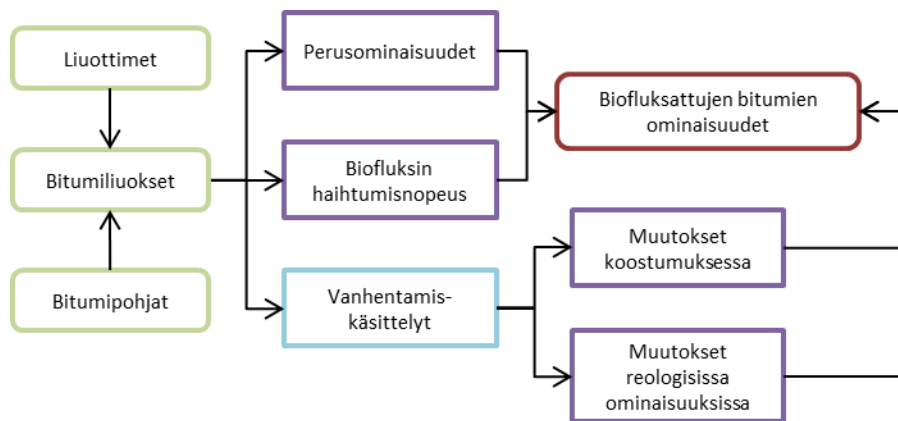 Liuottimet
Bitumiliuokset
Bitumipohjat
Perusominaisuudet
Biofluksin
haihtumisnopeus
Vanhentamis-
käsittelyt
Biofluksattujen bitumien
ominaisuudet
Muutokset
koostumuksessa
Muutokset
reologisissa
ominaisuuksissa